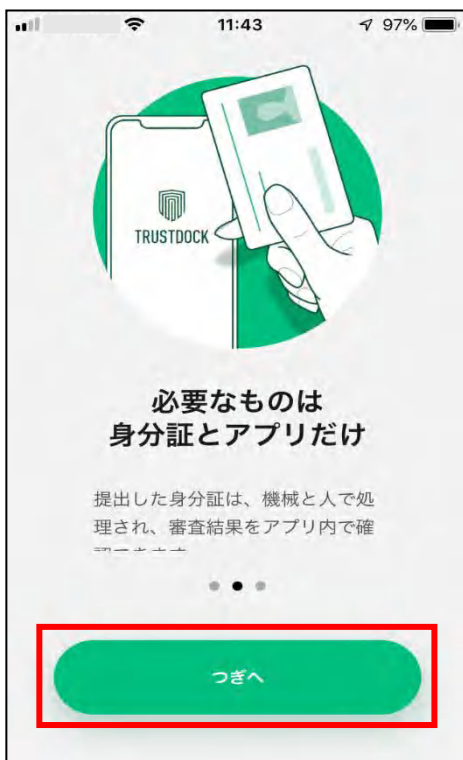 11:43
97%
TRUSTDOCK
必要なものは
身分証とアプリだけ
提出した身分証は、機械と人で処
理され、審査結果をアプリ内で確
つぎへ